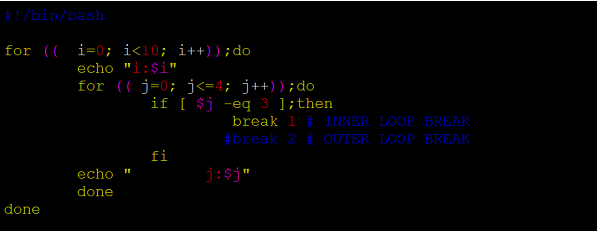 #!/bin/bash
for ((  i=0; i<10; i++));do
        echo "i:$i"
        for (( j=0; j<=4; j++));do
                if [ $j -eq 3 ];then
                         break 1 # INNER LOOP BREAK
                        #break 2 # OUTER LOOP BREAK
                fi
        echo "        j:$j"
        done
done